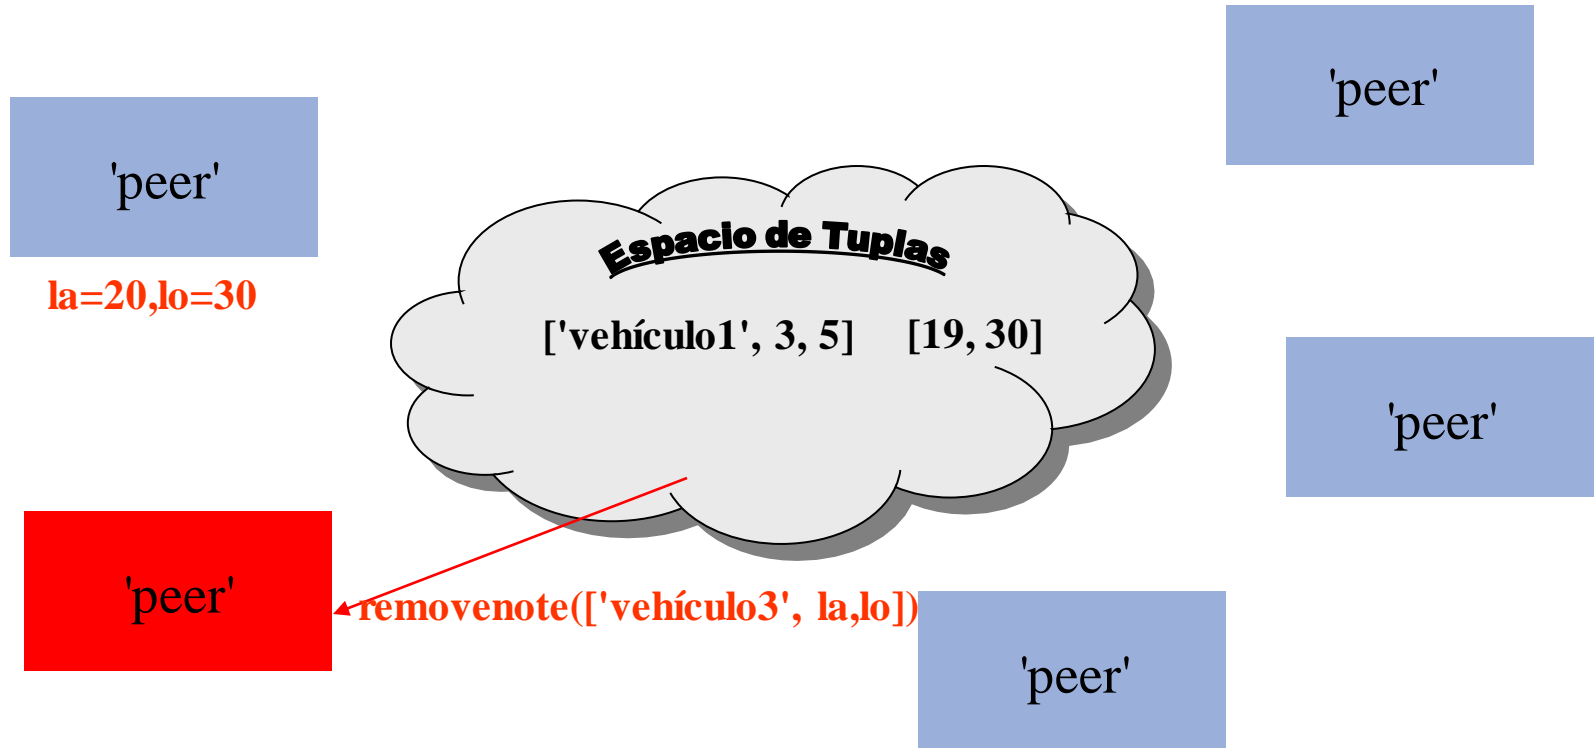 'peer'
'peer'
Espacio de Tuplas
la=20,lo=30
['vehículo1', 3, 5] [19, 30]
'peer'
'peer'
removenote(['vehículo3', la,lo])
'peer'